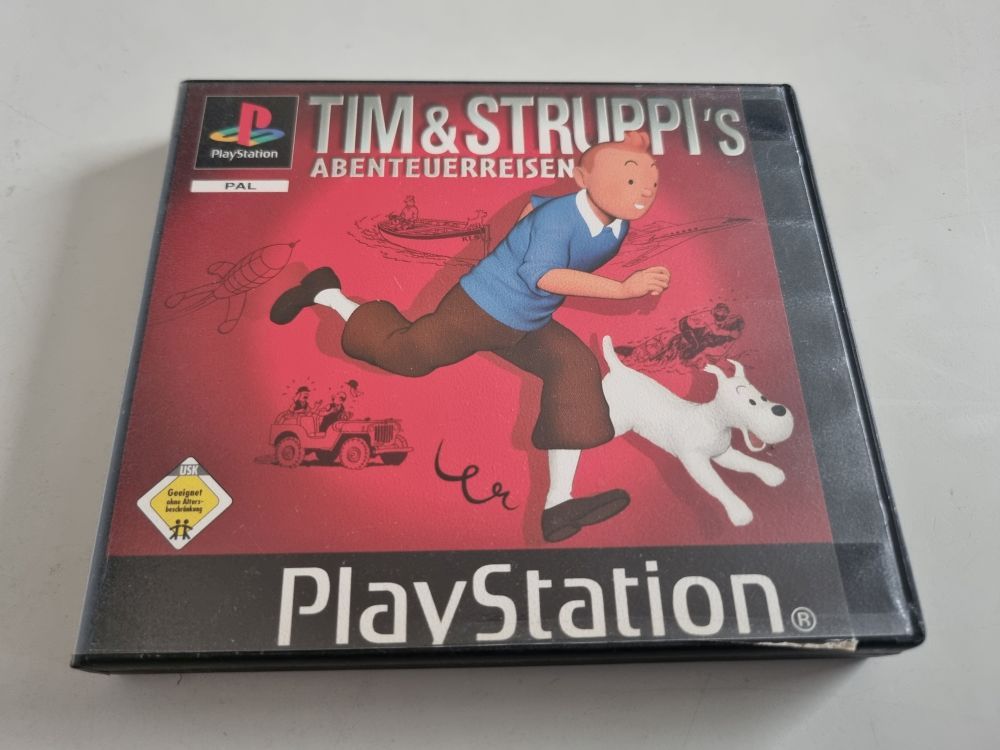 TIM & STRUPPI's
ABENTEUERREISEN
PlayStation
PAL
USK
Geeignet
ohne Alters-
beschränkung
PlayStation®